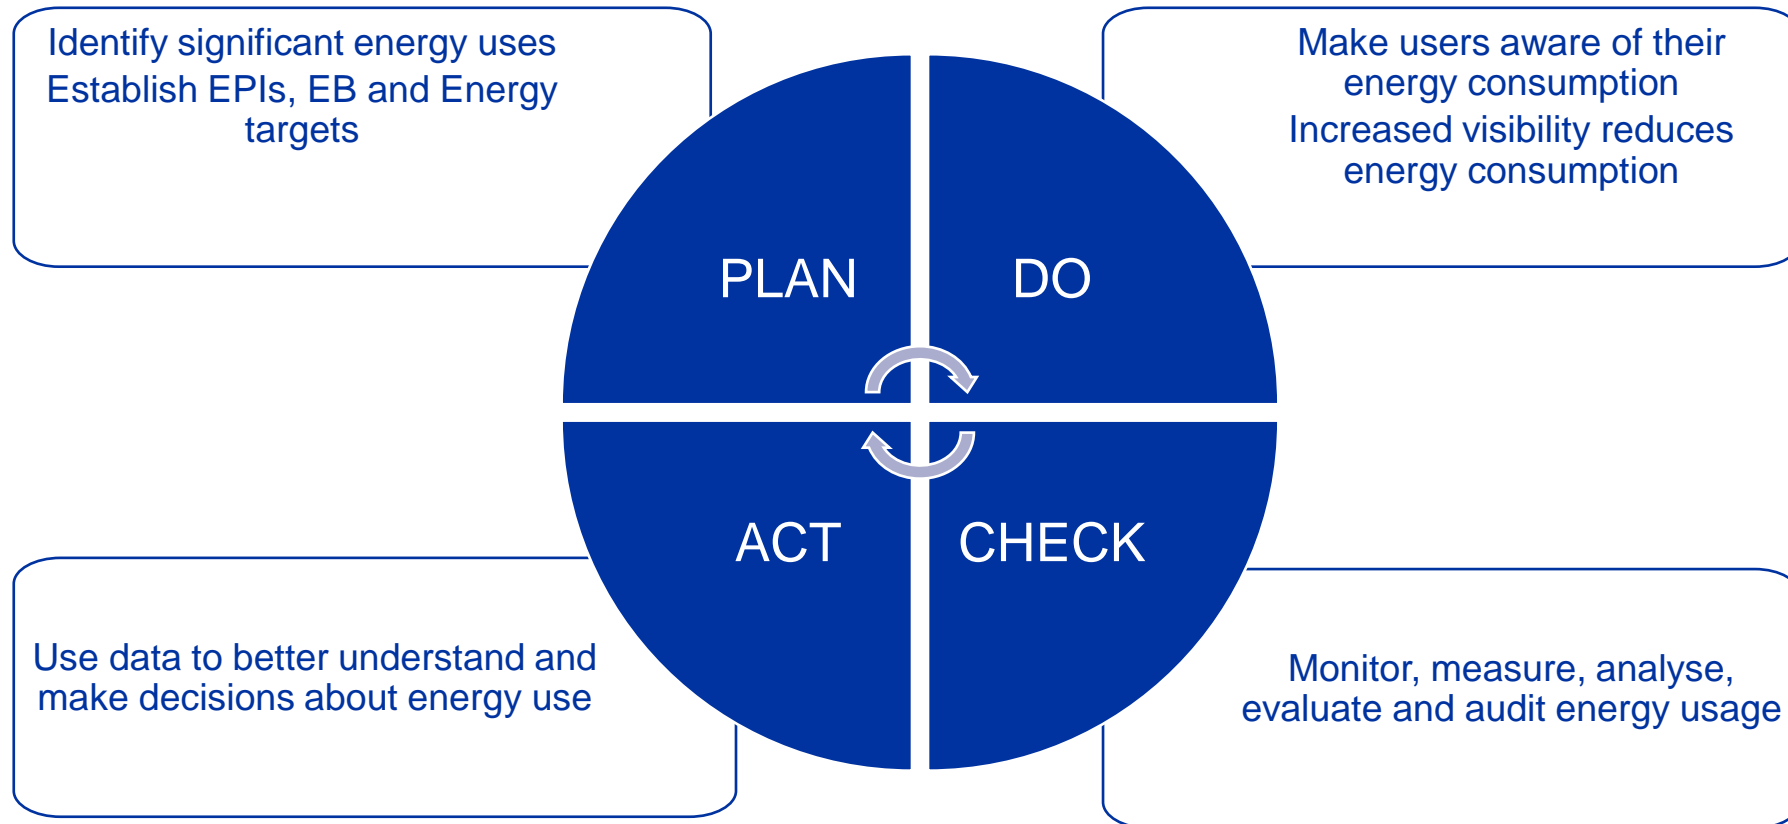 Identify significant energy uses
Establish EPIs, EB and Energy
targets
Make users aware of their
energy consumption
Increased visibility reduces
energy consumption
PLAN
DO
ACT
CHECK
Use data to better understand and
make decisions about energy use
Monitor, measure, analyse,
evaluate and audit energy usage